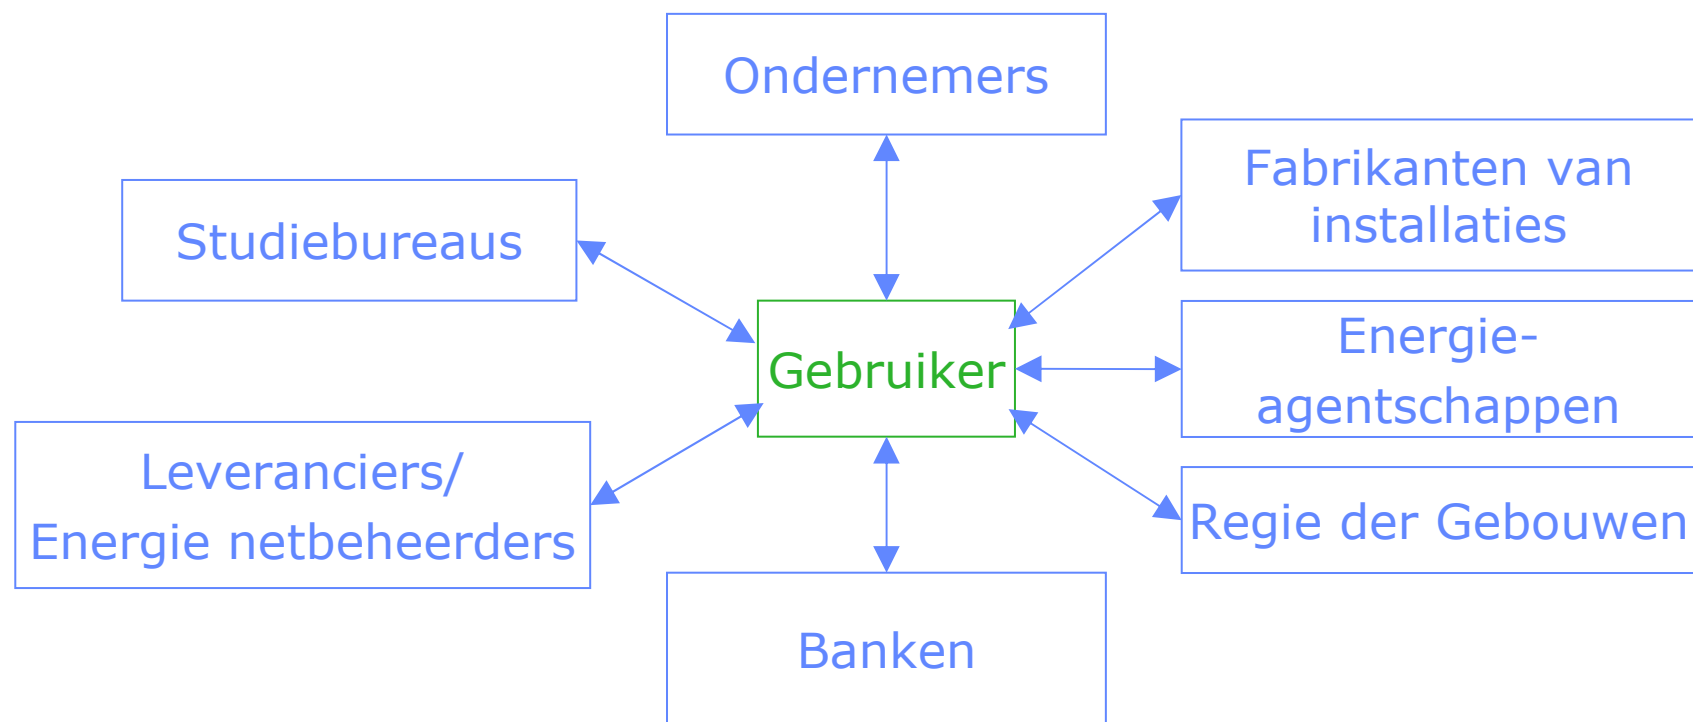 Ondernemers
Fabrikanten van
installaties
Studiebureaus
Energie-
agentschappen
Gebruiker
Leveranciers/
Energie netbeheerders
Regie der Gebouwen
Banken